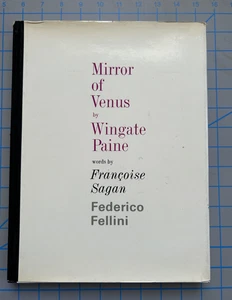 Mirror
of
Venus
by
Wingate
Paine
words by
Françoise
Sagan
Federico
Fellini